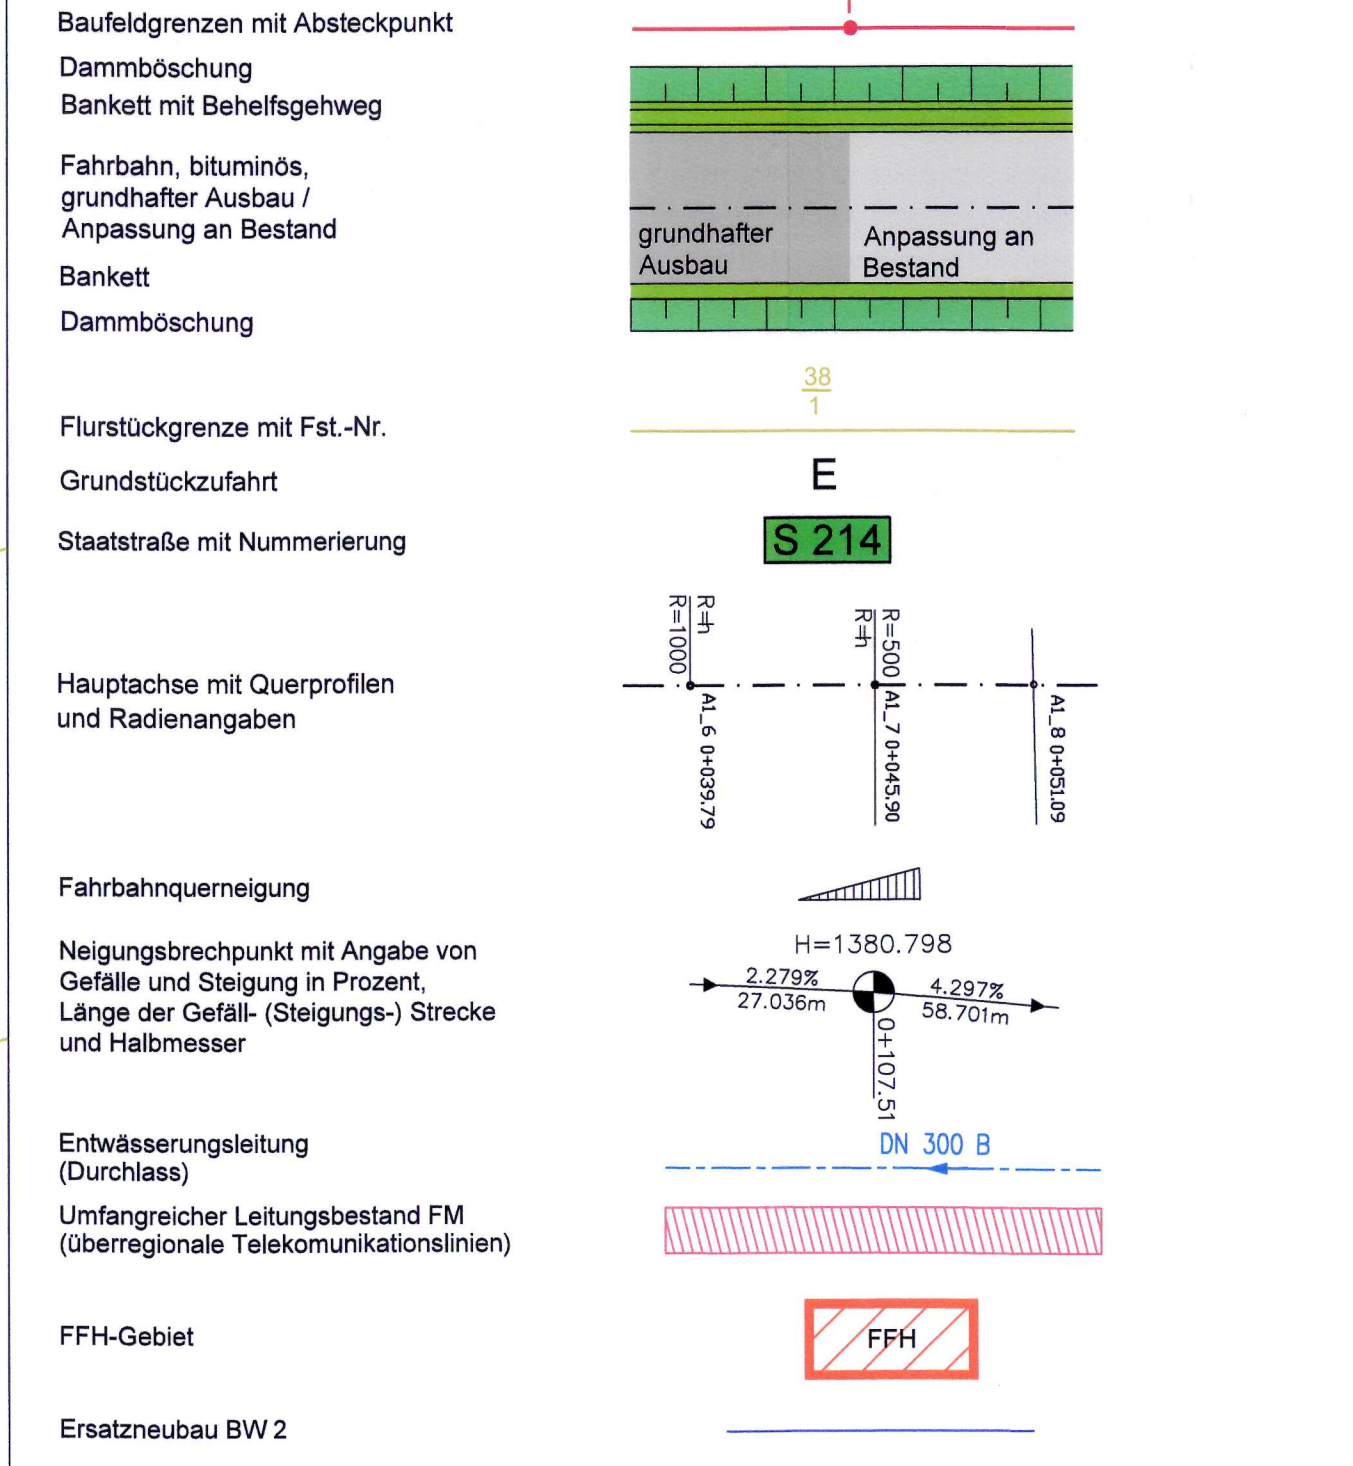 Baufeldgrenzen mit Absteckpunkt
Dammböschung
Bankett mit Behelfsgehweg
Fahrbahn, bituminös,
grundhafter Ausbau /
Anpassung an Bestand
grundhafter
Ausbau
Anpassung an
Bestand
Bankett
Dammböschung
38
1
Flurstückgrenze mit Fst.-Nr.
Grundstückzufahrt
E
Staatstraße mit Nummerierung
S 214
Hauptachse mit Querprofilen
und Radienangaben
R=h
R=1000
A1_6 0+039.79
R=500
R=h
A1_7 0+045.90
A1_8 0+051.09
Fahrbahnquerneigung
Neigungsbrechpunkt mit Angabe von
Gefälle und Steigung in Prozent,
Länge der Gefäll- (Steigungs-) Strecke
und Halbmesser
H=1380.798
2.279%
27.036m
4.297%
58.701m
0+107.51
Entwässerungsleitung
(Durchlass)
DN 300 B
Umfangreicher Leitungsbestand FM
(überregionale Telekomunikationslinien)
FFH-Gebiet
FFH
Ersatzneubau BW 2